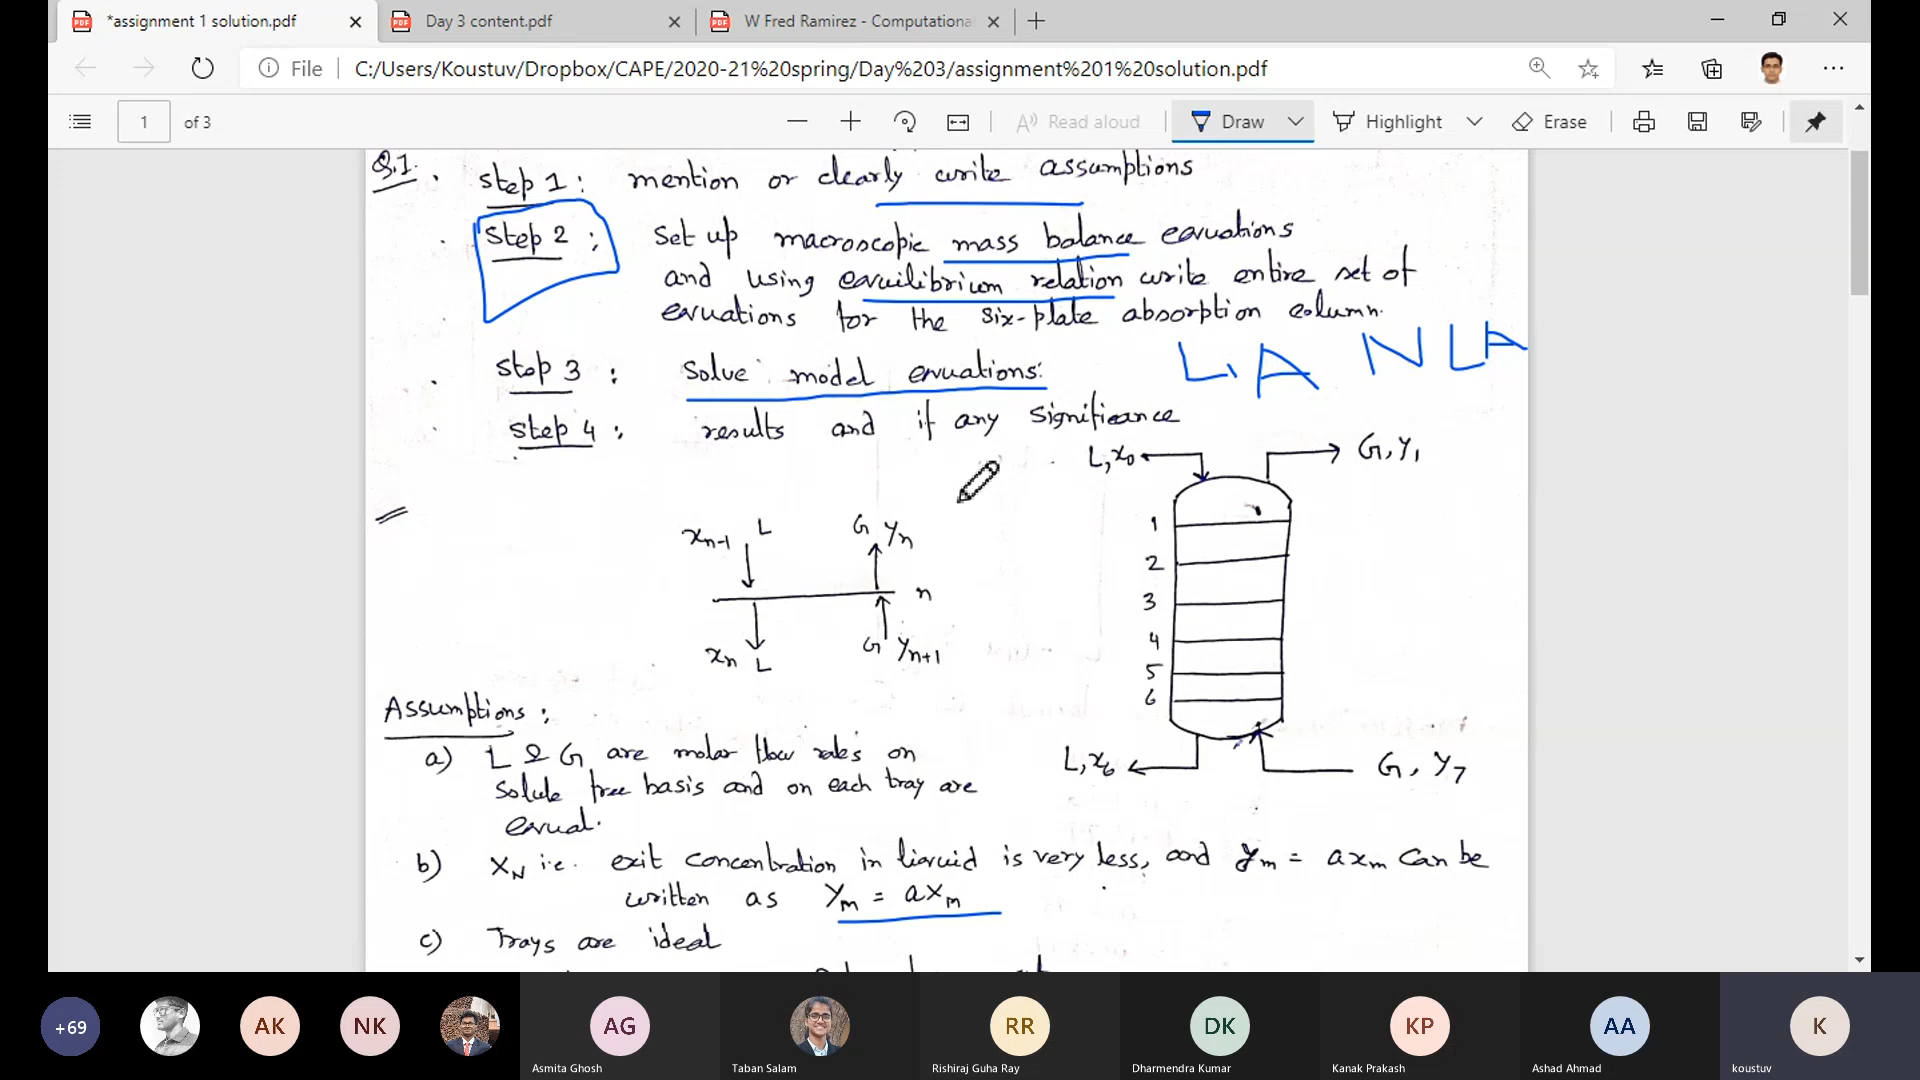 *assignment 1 solution.pdf
Day 3 content.pdf
W Fred Ramirez - Computationa
File
C:/Users/Koustuv/Dropbox/CAPE/2020-21%20spring/Day%203/assignment%201%20solution.pdf
1 of 3
Read aloud
Draw
Highlight
Erase
Q.1. Step 1: mention or clearly write assumptions
Step 2: Set up macroscopic mass balance equations
and using equilibrium relation write entire set of
equations for the six-plate absorption column.
LA NLA
Step 3: Solve model equations:
Step 4: results and if any significance
L, x0
G, Y1
xn-1 L
G Yn
n
xn L
G Yn+1
1
2
3
4
5
6
L, x6
G, Y7
Assumptions:
a) L & G are molar flow rates on
solute free basis and on each tray are
equal.
b) XN i.e. exit concentration in liquid is very less, and ym = axm can be
written as Ym = aXm
c) Trays are ideal
+69
AK
NK
AG
RR
DK
KP
AA
K
Asmita Ghosh
Taban Salam
Rishiraj Guha Ray
Dharmendra Kumar
Kanak Prakash
Ashad Ahmad
koustuv